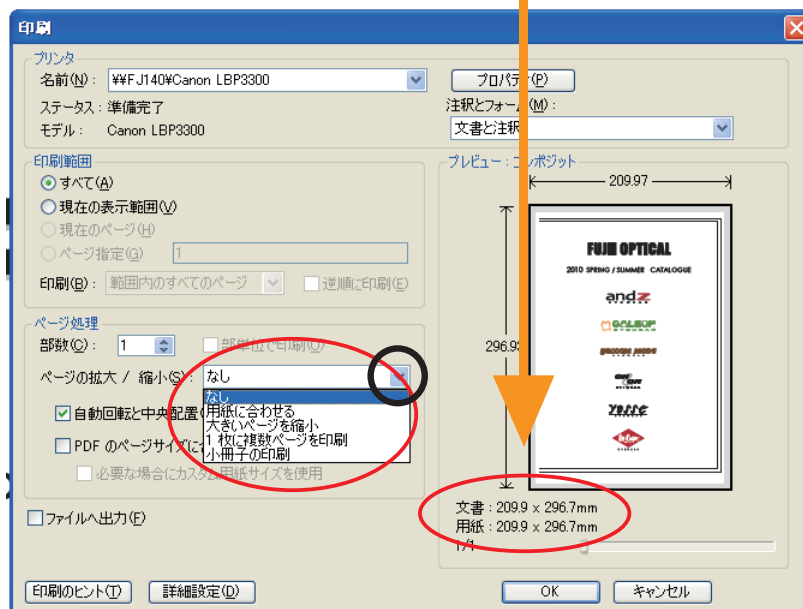 印刷
プリンタ
名前(N)： ¥¥FJ140¥Canon LBP3300
プロパティ(P)
ステータス：準備完了
注釈とフォーム(M)：
モデル： Canon LBP3300
文書と注釈
印刷範囲
すべて(A)
現在の表示範囲(V)
現在のページ(H)
ページ指定(G) 1
印刷(B)： 範囲内のすべてのページ 逆順に印刷(E)
ページ処理
部数(C)： 1 部単位で印刷(O)
ページの拡大 / 縮小(S)： なし
なし
用紙に合わせる
大きいページを縮小
1 枚に複数ページを印刷
小冊子の印刷
自動回転と中央配置
PDF のページサイズに
必要な場合にカスタム用紙サイズを使用
ファイルへ出力(F)
プレビュー：コンポジット
209.97
296.9
FUJII OPTICAL
2010 SPRING / SUMMER CATALOGUE
andz
文書：209.9 x 296.7mm
用紙：209.9 x 296.7mm
1/1
印刷のヒント(T)
詳細設定(D)
OK
キャンセル